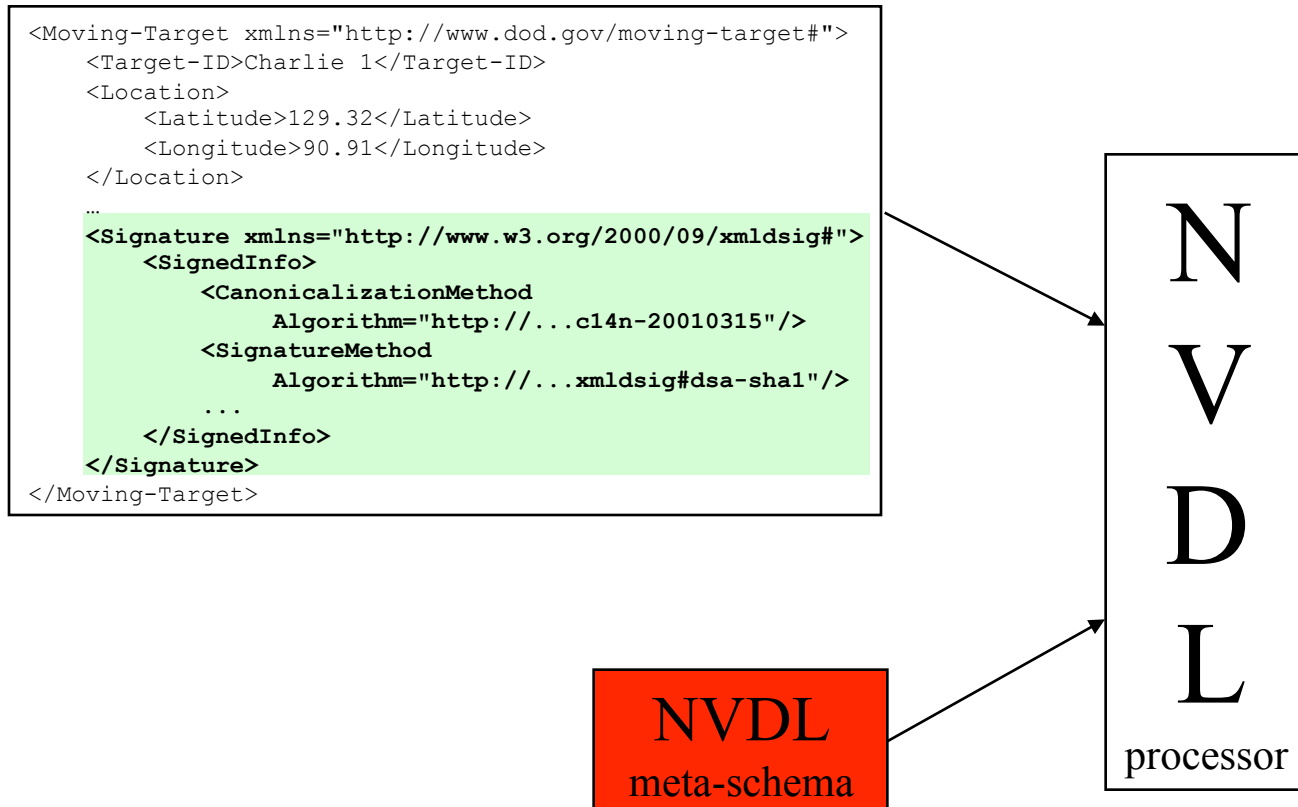 <Moving-Target xmlns="http://www.dod.gov/moving-target#">
<Target-ID>Charlie 1</Target-ID>
<Location>
<Latitude>129.32</Latitude>
<Longitude>90.91</Longitude>
</Location>
…
<Signature xmlns="http://www.w3.org/2000/09/xmldsig#">
<SignedInfo>
<CanonicalizationMethod
Algorithm="http://...c14n-20010315"/>
<SignatureMethod
Algorithm="http://...xmldsig#dsa-sha1"/>
...
</SignedInfo>
</Signature>
</Moving-Target>
N
V
D
L
processor
NVDL
meta-schema